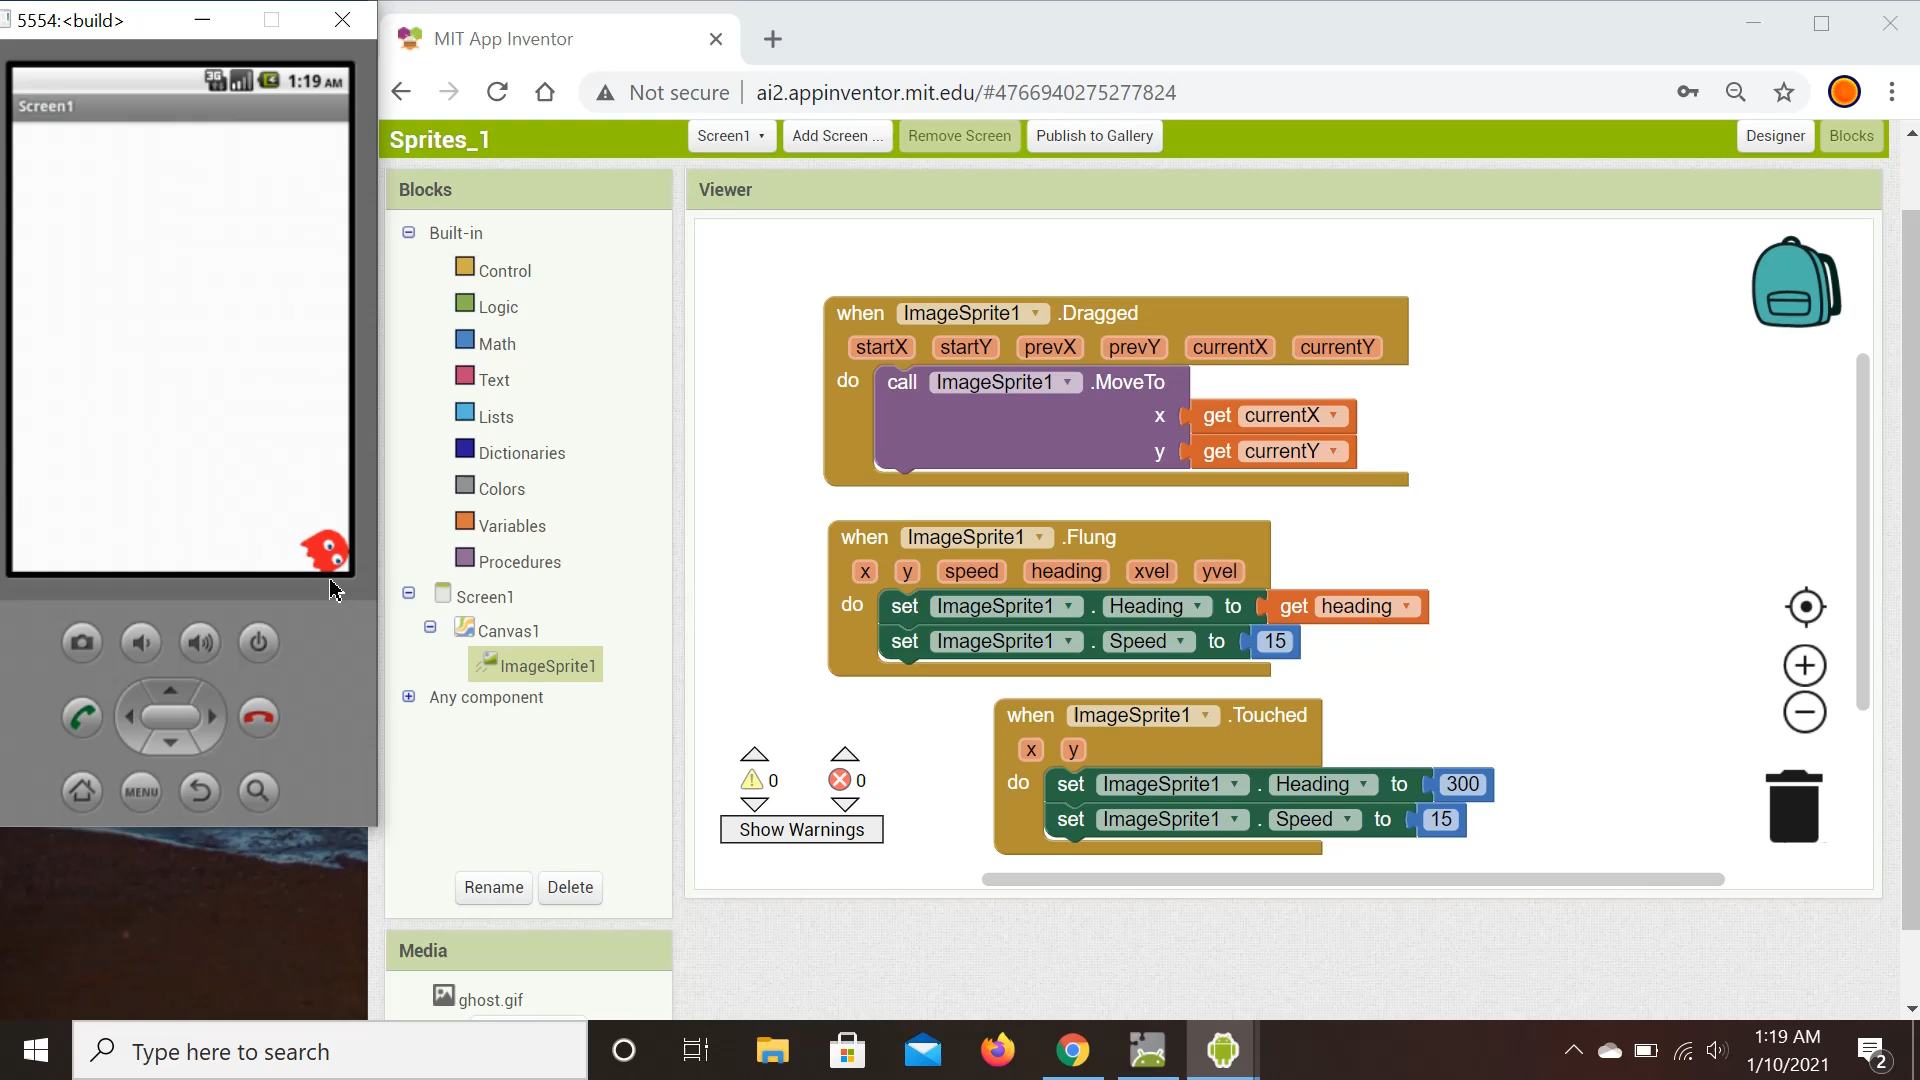 5554:<build>
3G 1:19 AM
Screen1
MIT App Inventor
Not secure ai2.appinventor.mit.edu/#4766940275277824
Sprites_1
Screen1 Add Screen ... Remove Screen Publish to Gallery Designer Blocks
Blocks
Built-in
Control
Logic
Math
Text
Lists
Dictionaries
Colors
Variables
Procedures
Screen1
Canvas1
ImageSprite1
Any component
Rename Delete
Media
ghost.gif
Viewer
when ImageSprite1 .Dragged
startX startY prevX prevY currentX currentY
do call ImageSprite1 .MoveTo
x get currentX
y get currentY
when ImageSprite1 .Flung
x y speed heading xvel yvel
do set ImageSprite1 . Heading to get heading
set ImageSprite1 . Speed to 15
when ImageSprite1 .Touched
x y
do set ImageSprite1 . Heading to 300
set ImageSprite1 . Speed to 15
0 0
Show Warnings
MENU
Type here to search
1:19 AM
1/10/2021
2